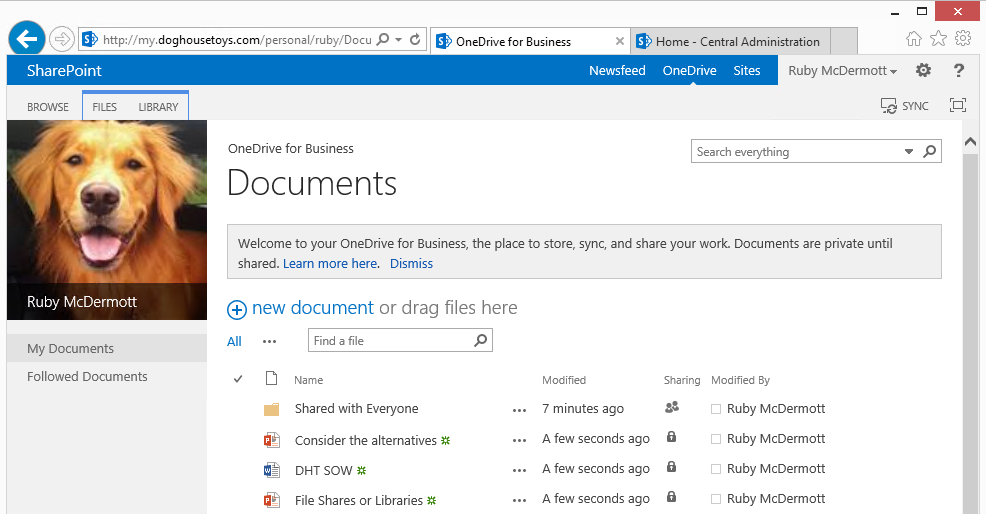 http://my.doghousetoys.com/personal/ruby/Docu
OneDrive for Business
Home - Central Administration
SharePoint
Newsfeed OneDrive Sites Ruby McDermott ?
BROWSE FILES LIBRARY SYNC
OneDrive for Business
Search everything
Documents
Welcome to your OneDrive for Business, the place to store, sync, and share your work. Documents are private until
shared. Learn more here. Dismiss
Ruby McDermott
new document or drag files here
All ... Find a file
My Documents
Followed Documents
Name Modified Sharing Modified By
Shared with Everyone ... 7 minutes ago Ruby McDermott
Consider the alternatives ... A few seconds ago Ruby McDermott
DHT SOW ... A few seconds ago Ruby McDermott
File Shares or Libraries ... A few seconds ago Ruby McDermott